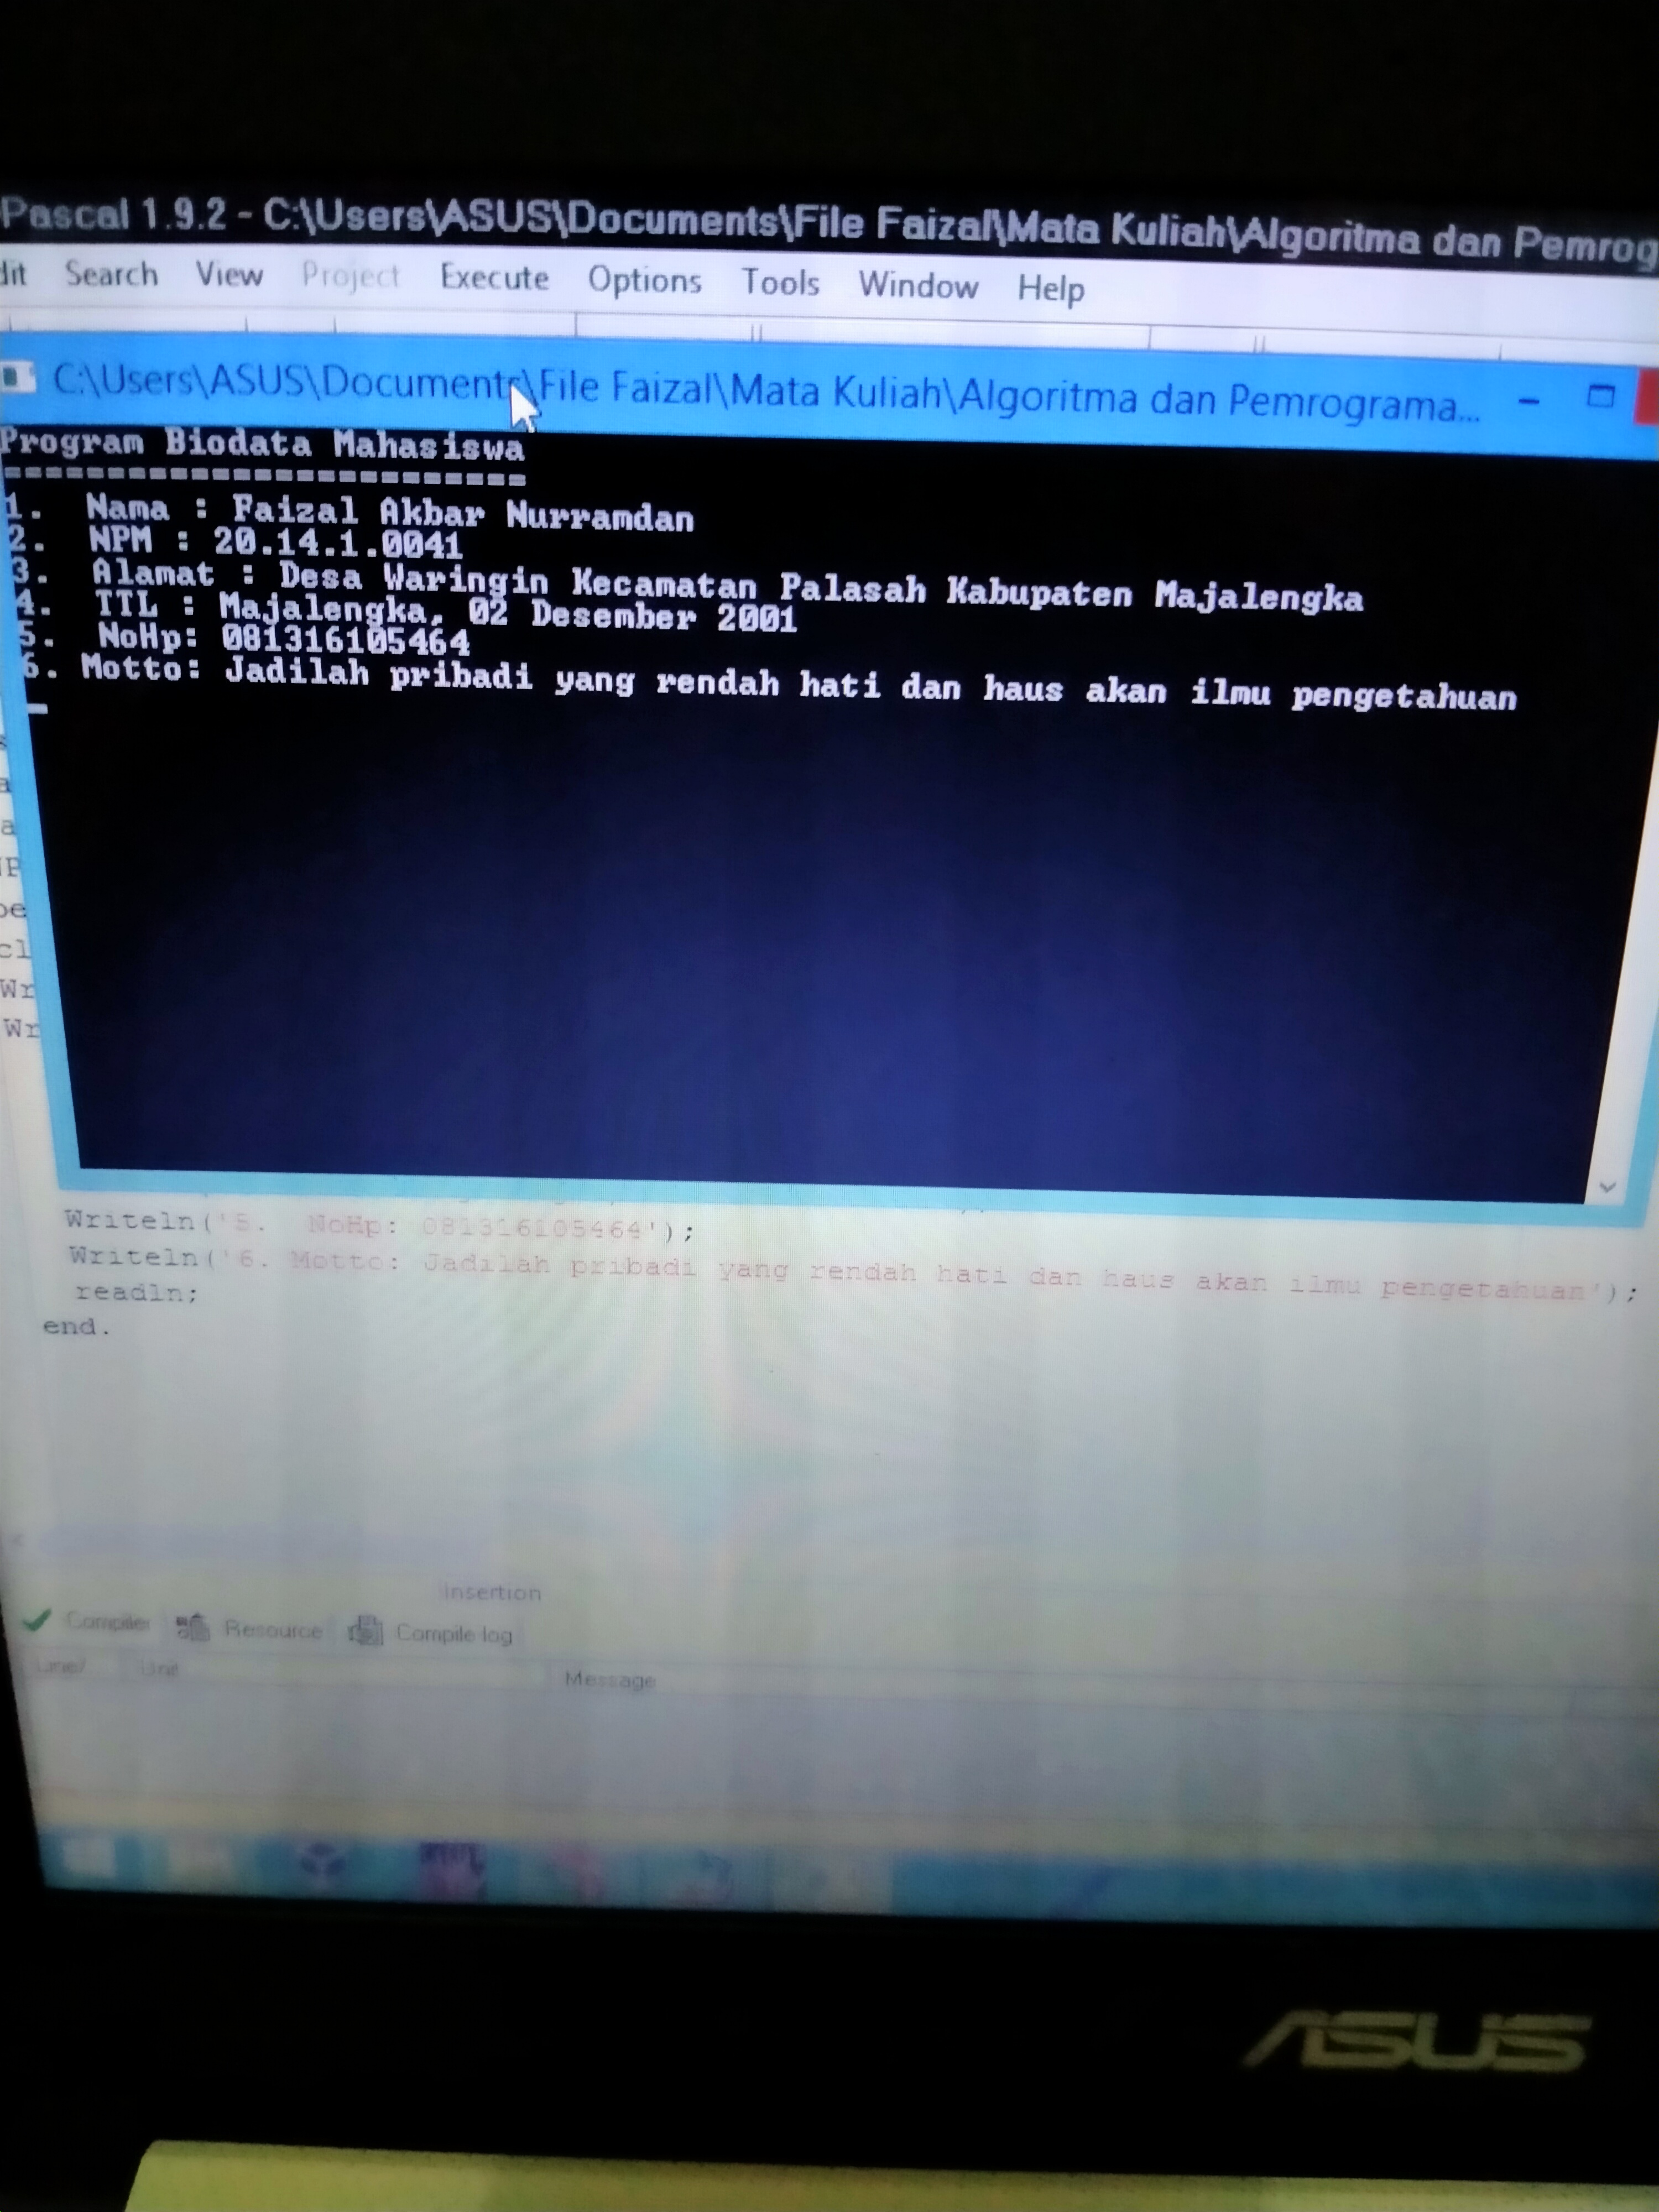 Pascal 1.9.2 - C:\Users\ASUS\Documents\File Faizal\Mata Kuliah\Algoritma dan Pemrog
dit Search View Project Execute Options Tools Window Help
C:\Users\ASUS\Documents\File Faizal\Mata Kuliah\Algoritma dan Pemrograma...
Program Biodata Mahasiswa
=========================
1.  Nama : Faizal Akbar Nurramdan
2.  NPM : 20.14.1.0041
3.  Alamat : Desa Waringin Kecamatan Palasah Kabupaten Majalengka
4.  TTL : Majalengka, 02 Desember 2001
5.  NoHp: 081316105464
6. Motto: Jadilah pribadi yang rendah hati dan haus akan ilmu pengetahuan
Wr
Wr
Writeln('5.  NoHp: 081316105464');
Writeln('6. Motto: Jadilah pribadi yang rendah hati dan haus akan ilmu pengetahuan');
readln;
end.
insertion
Compiler Resource Compile log
Line/ Unit Message
ASUS